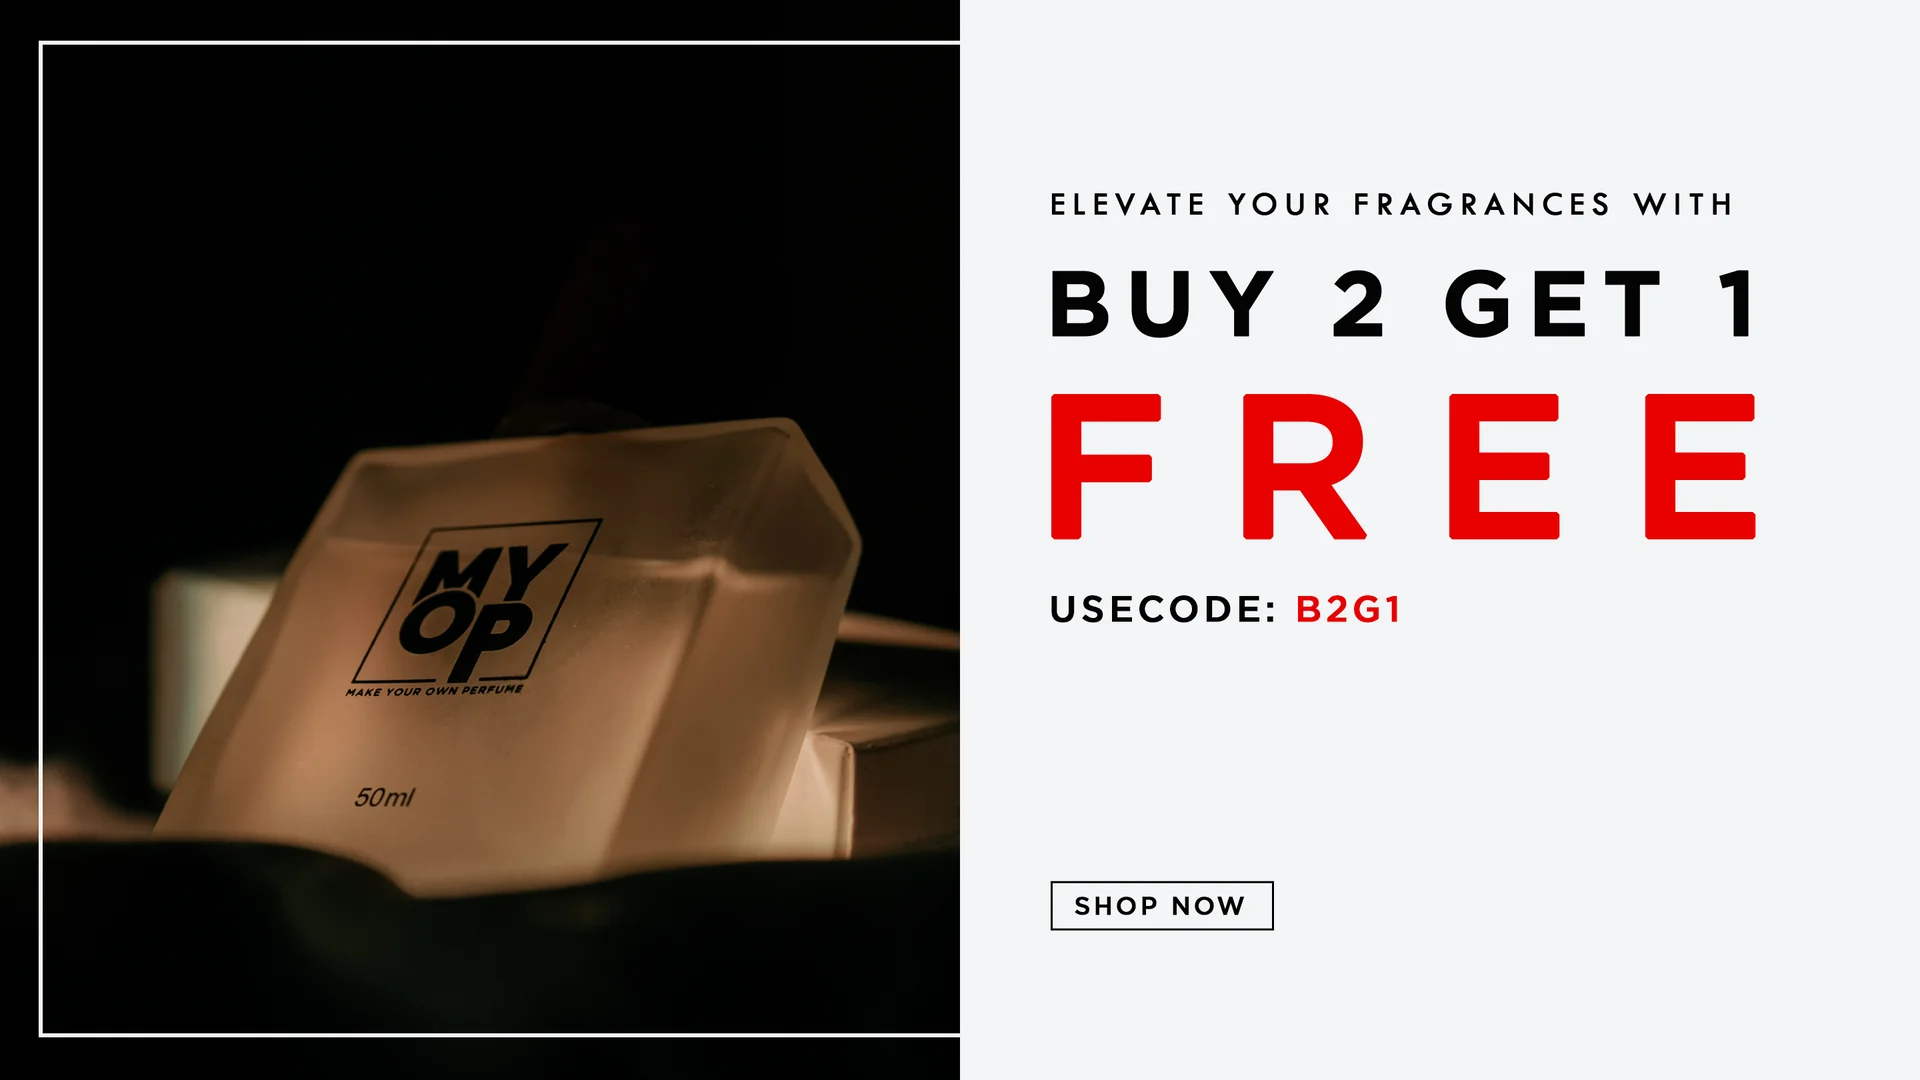 MY
OP
MAKE YOUR OWN PERFUME
50ml
ELEVATE YOUR FRAGRANCES WITH
BUY 2 GET 1
FREE
USECODE: B2G1
SHOP NOW